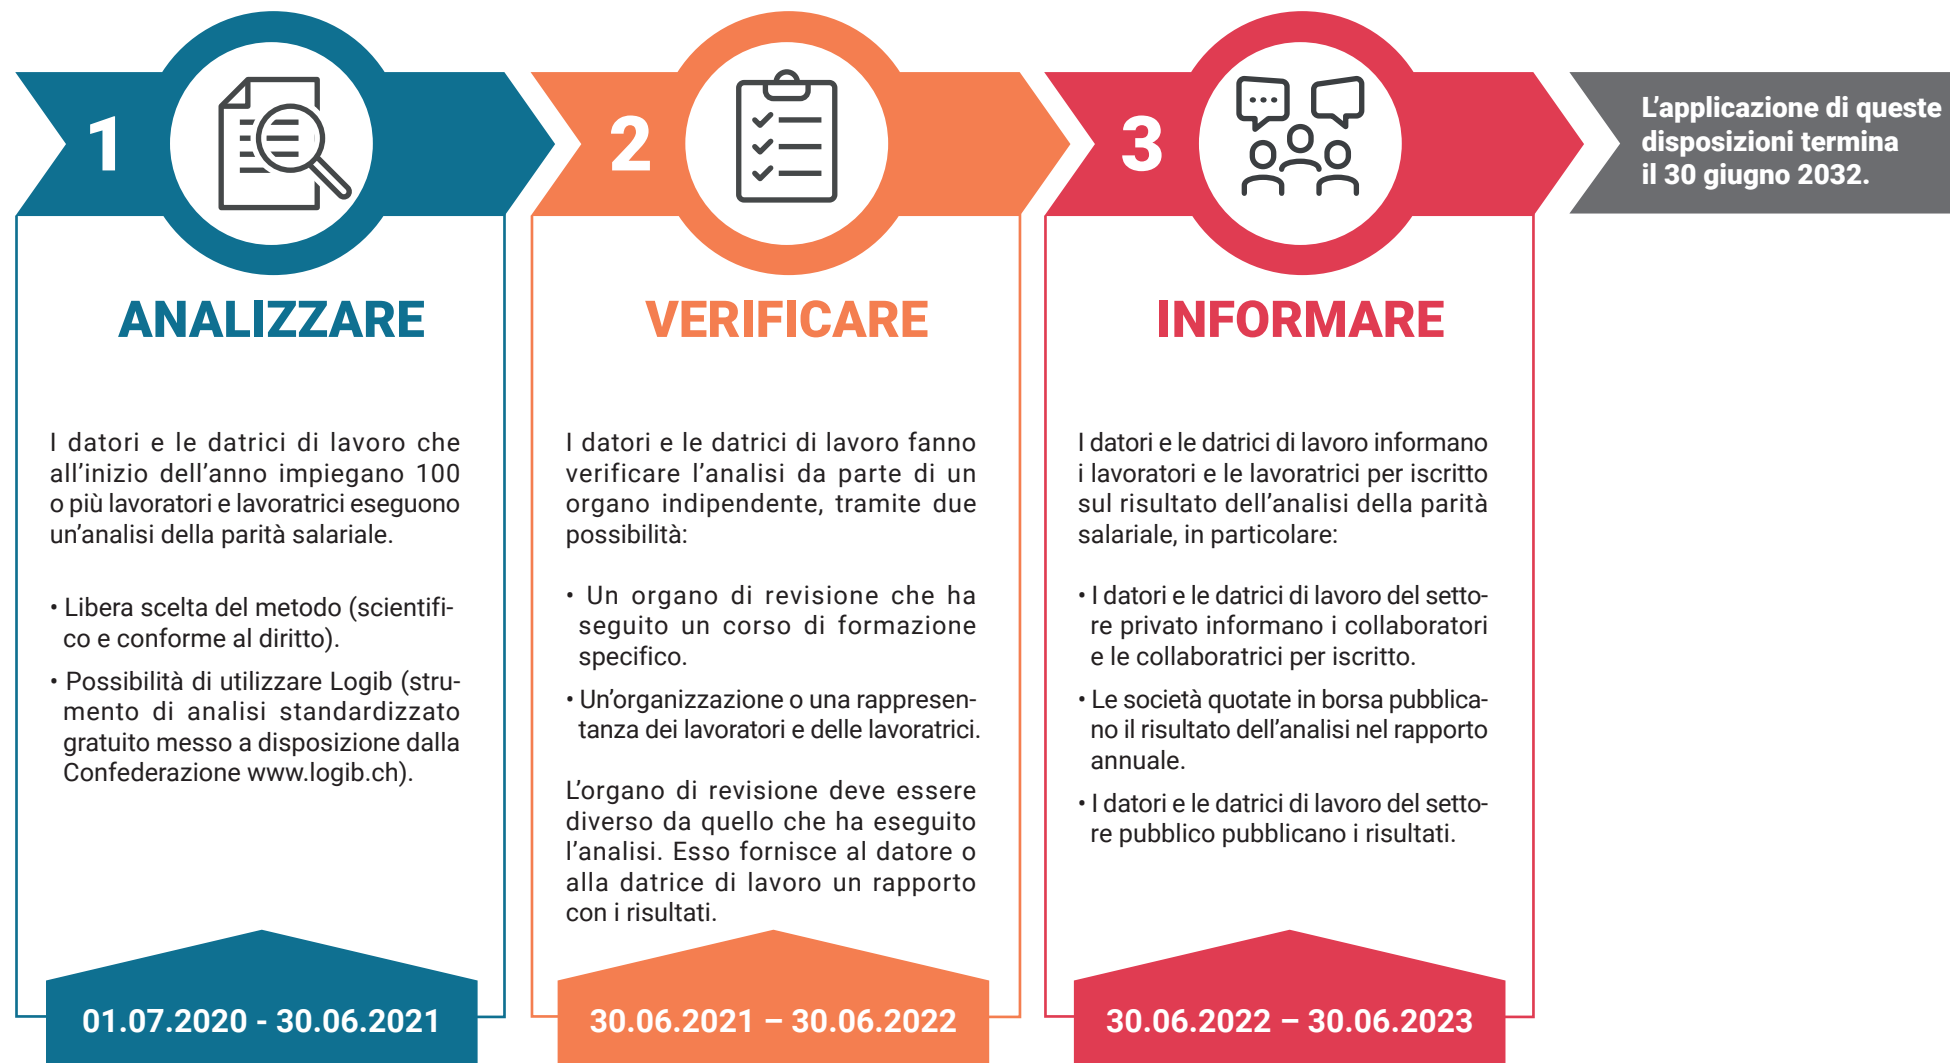 1
ANALIZZARE
I datori e le datrici di lavoro che
all'inizio dell'anno impiegano 100
o più lavoratori e lavoratrici eseguono
un'analisi della parità salariale.
• Libera scelta del metodo (scientifi-
co e conforme al diritto).
• Possibilità di utilizzare Logib (stru-
mento di analisi standardizzato
gratuito messo a disposizione dalla
Confederazione www.logib.ch).
01.07.2020 - 30.06.2021
2
VERIFICARE
I datori e le datrici di lavoro fanno
verificare l'analisi da parte di un
organo indipendente, tramite due
possibilità:
• Un organo di revisione che ha
seguito un corso di formazione
specifico.
• Un'organizzazione o una rappresen-
tanza dei lavoratori e delle lavoratrici.
L'organo di revisione deve essere
diverso da quello che ha eseguito
l'analisi. Esso fornisce al datore o
alla datrice di lavoro un rapporto
con i risultati.
30.06.2021 – 30.06.2022
3
INFORMARE
I datori e le datrici di lavoro informano
i lavoratori e le lavoratrici per iscritto
sul risultato dell'analisi della parità
salariale, in particolare:
• I datori e le datrici di lavoro del setto-
re privato informano i collaboratori
e le collaboratrici per iscritto.
• Le società quotate in borsa pubblica-
no il risultato dell'analisi nel rapporto
annuale.
• I datori e le datrici di lavoro del setto-
re pubblico pubblicano i risultati.
30.06.2022 – 30.06.2023
L'applicazione di queste
disposizioni termina
il 30 giugno 2032.